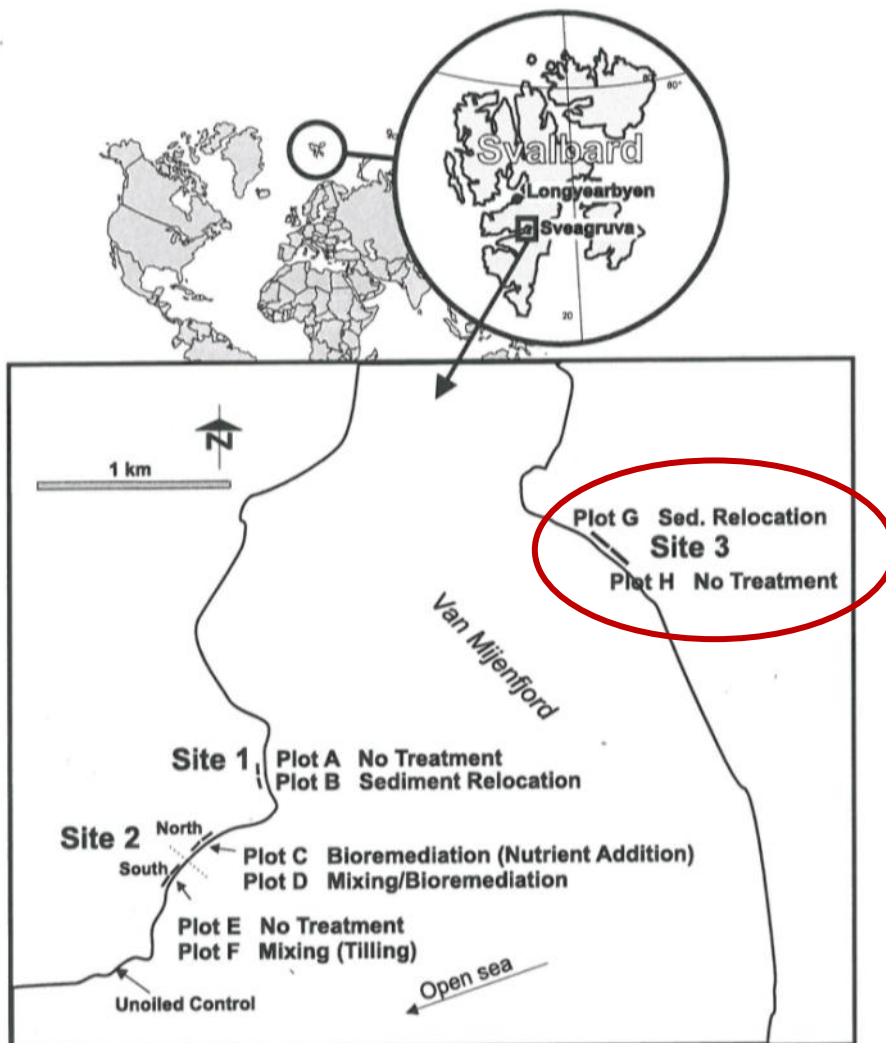 80°
80°
Svalbard
Longyearbyen
Sveagruva
20
N
1 km
Plot G Sed. Relocation
Site 3
Plot H No Treatment
Van Mijenfjord
Site 1
Plot A No Treatment
Plot B Sediment Relocation
Site 2
North
South
Plot C Bioremediation (Nutrient Addition)
Plot D Mixing/Bioremediation
Plot E No Treatment
Plot F Mixing (Tilling)
Unoiled Control
Open sea